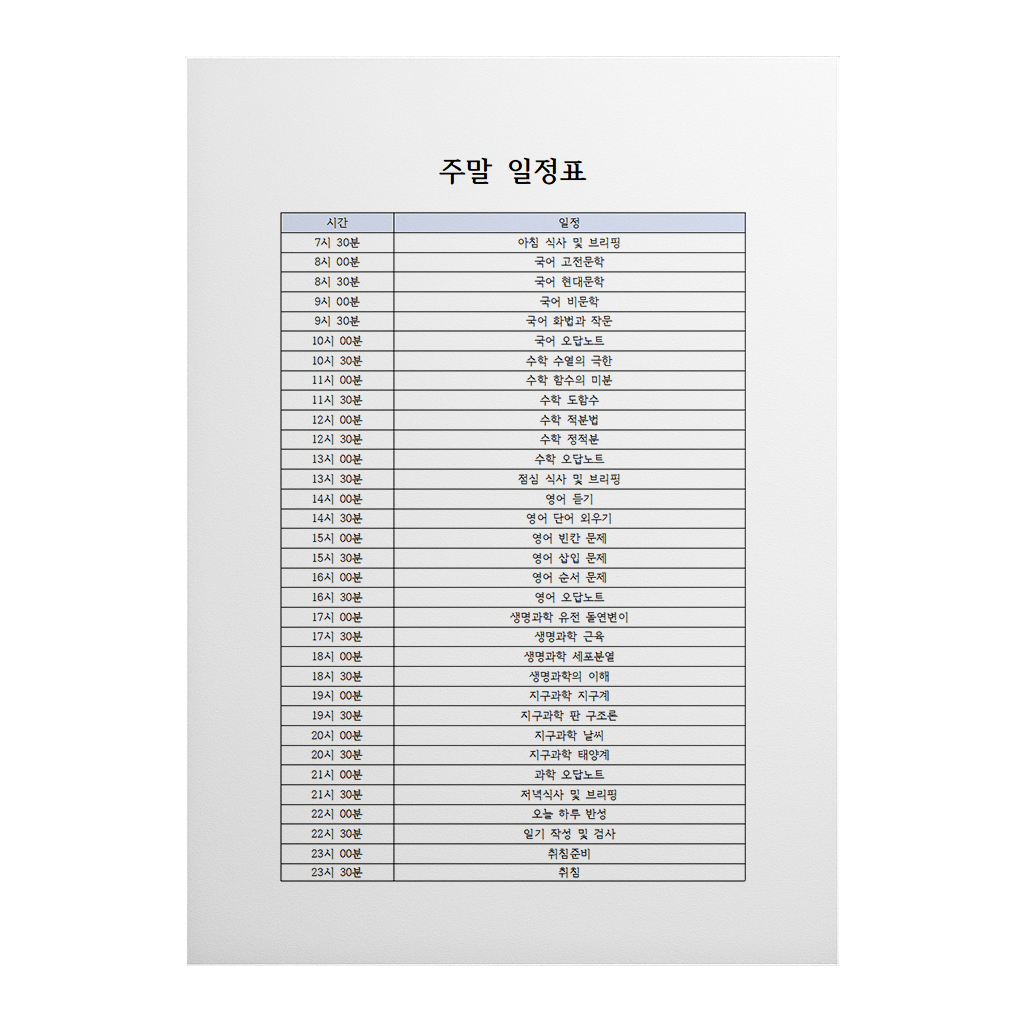 주말 일정표
시간 일정
7시 30분 아침 식사 및 브리핑
8시 00분 국어 고전문학
8시 30분 국어 현대문학
9시 00분 국어 비문학
9시 30분 국어 화법과 작문
10시 00분 국어 오답노트
10시 30분 수학 수열의 극한
11시 00분 수학 함수의 미분
11시 30분 수학 도함수
12시 00분 수학 적분법
12시 30분 수학 정적분
13시 00분 수학 오답노트
13시 30분 점심 식사 및 브리핑
14시 00분 영어 듣기
14시 30분 영어 단어 외우기
15시 00분 영어 빈칸 문제
15시 30분 영어 삽입 문제
16시 00분 영어 순서 문제
16시 30분 영어 오답노트
17시 00분 생명과학 유전 돌연변이
17시 30분 생명과학 근육
18시 00분 생명과학 세포분열
18시 30분 생명과학의 이해
19시 00분 지구과학 지구계
19시 30분 지구과학 판 구조론
20시 00분 지구과학 날씨
20시 30분 지구과학 태양계
21시 00분 과학 오답노트
21시 30분 저녁식사 및 브리핑
22시 00분 오늘 하루 반성
22시 30분 일기 작성 및 검사
23시 00분 취침준비
23시 30분 취침